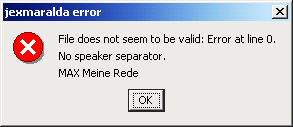 jexmaralda error
File does not seem to be valid: Error at line 0.
No speaker separator.
MAX Meine Rede
OK